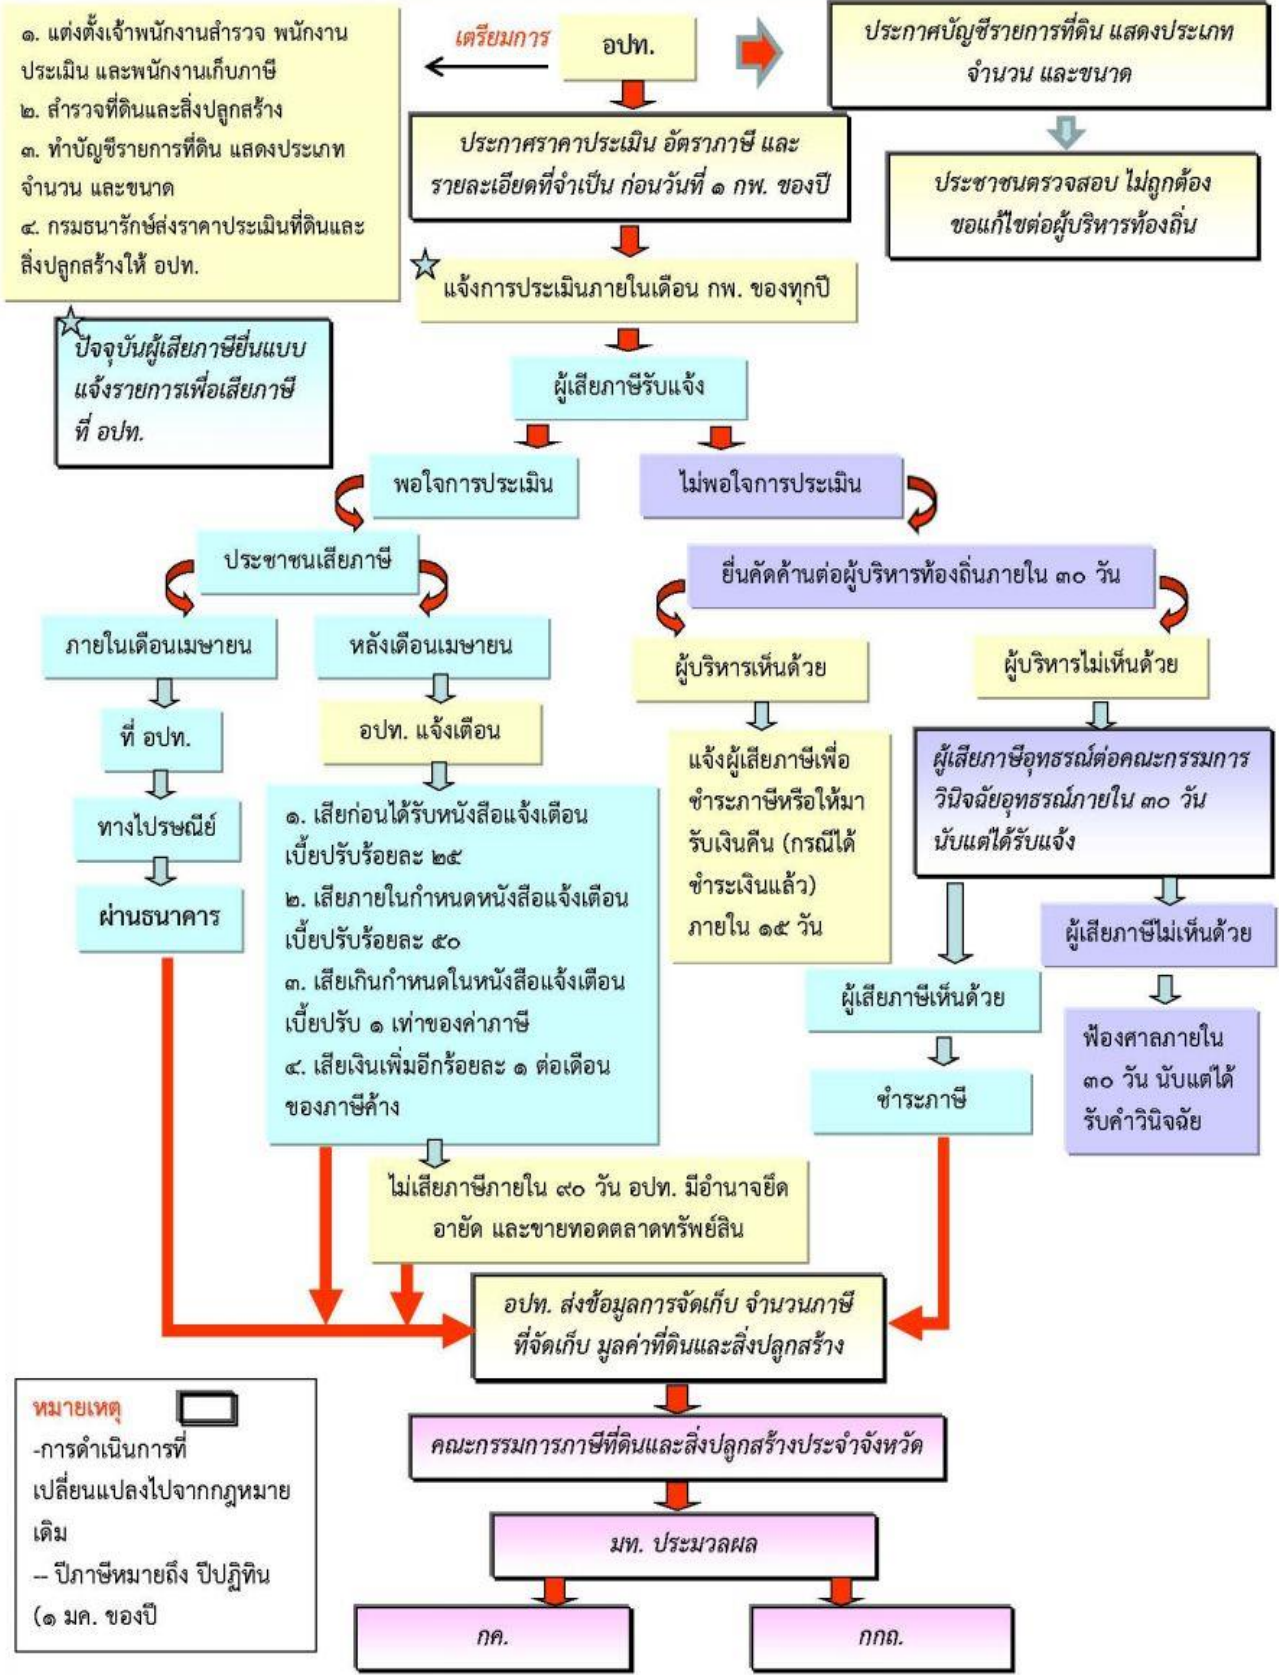 ๑. แต่งตั้งเจ้าพนักงานสำรวจ พนักงาน
ประเมิน และพนักงานเก็บภาษี
๒. สำรวจที่ดินและสิ่งปลูกสร้าง
๓. ทำบัญชีรายการที่ดิน แสดงประเภท
จำนวน และขนาด
๔. กรมธนารักษ์ส่งราคาประเมินที่ดินและ
สิ่งปลูกสร้างให้ อปท.
เตรียมการ
อปท.
ประกาศบัญชีรายการที่ดิน แสดงประเภท
จำนวน และขนาด
ประกาศราคาประเมิน อัตราภาษี และ
รายละเอียดที่จำเป็น ก่อนวันที่ ๑ กพ. ของปี
ประชาชนตรวจสอบ ไม่ถูกต้อง
ขอแก้ไขต่อผู้บริหารท้องถิ่น
แจ้งการประเมินภายในเดือน กพ. ของทุกปี
ปัจจุบันผู้เสียภาษียื่นแบบ
แจ้งรายการเพื่อเสียภาษี
ที่ อปท.
ผู้เสียภาษีรับแจ้ง
พอใจการประเมิน
ไม่พอใจการประเมิน
ประชาชนเสียภาษี
ยื่นคัดค้านต่อผู้บริหารท้องถิ่นภายใน ๓๐ วัน
ภายในเดือนเมษายน
หลังเดือนเมษายน
ผู้บริหารเห็นด้วย
ผู้บริหารไม่เห็นด้วย
ที่ อปท.
อปท. แจ้งเตือน
แจ้งผู้เสียภาษีเพื่อ
ชำระภาษีหรือให้มา
รับเงินคืน (กรณีได้
ชำระเงินแล้ว)
ภายใน ๑๕ วัน
ผู้เสียภาษีอุทธรณ์ต่อคณะกรรมการ
วินิจฉัยอุทธรณ์ภายใน ๓๐ วัน
นับแต่ได้รับแจ้ง
ทางไปรษณีย์
ผ่านธนาคาร
๑. เสียก่อนได้รับหนังสือแจ้งเตือน
เบี้ยปรับร้อยละ ๒๕
๒. เสียภายในกำหนดหนังสือแจ้งเตือน
เบี้ยปรับร้อยละ ๕๐
๓. เสียเกินกำหนดในหนังสือแจ้งเตือน
เบี้ยปรับ ๑ เท่าของค่าภาษี
๔. เสียเงินเพิ่มอีกร้อยละ ๑ ต่อเดือน
ของภาษีค้าง
ผู้เสียภาษีไม่เห็นด้วย
ผู้เสียภาษีเห็นด้วย
ฟ้องศาลภายใน
๓๐ วัน นับแต่ได้
รับคำวินิจฉัย
ชำระภาษี
ไม่เสียภาษีภายใน ๙๐ วัน อปท. มีอำนาจยึด
อายัด และขายทอดตลาดทรัพย์สิน
อปท. ส่งข้อมูลการจัดเก็บ จำนวนภาษี
ที่จัดเก็บ มูลค่าที่ดินและสิ่งปลูกสร้าง
หมายเหตุ
-การดำเนินการที่
เปลี่ยนแปลงไปจากกฎหมาย
เดิม
-- ปีภาษีหมายถึง ปีปฏิทิน
(๑ มค. ของปี
คณะกรรมการภาษีที่ดินและสิ่งปลูกสร้างประจำจังหวัด
มท. ประมวลผล
กค.
กกถ.